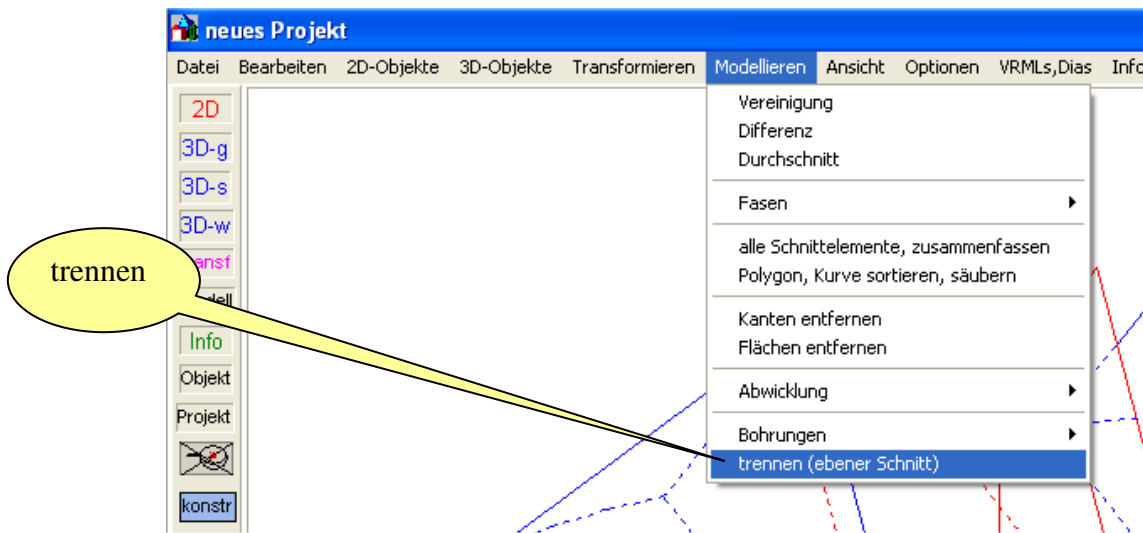 neues Projekt
Datei Bearbeiten 2D-Objekte 3D-Objekte Transformieren Modellieren Ansicht Optionen VRMLs,Dias Info
2D
3D-g
3D-s
3D-w
trennen
Info
Objekt
Projekt
konstr
Vereinigung
Differenz
Durchschnitt
Fasen
alle Schnittelemente, zusammenfassen
Polygon, Kurve sortieren, säubern
Kanten entfernen
Flächen entfernen
Abwicklung
Bohrungen
trennen (ebener Schnitt)